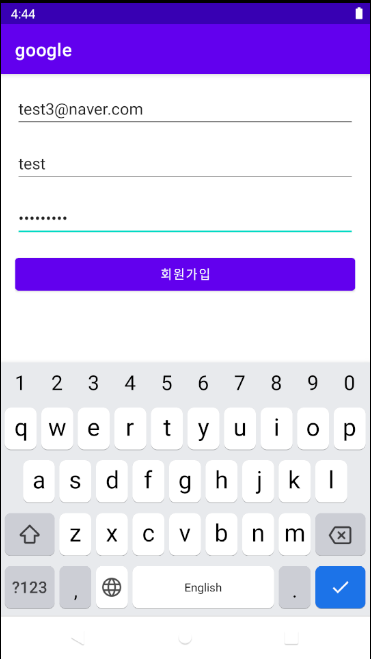 4:44
google
test3@naver.com
test
•••••••••
회원가입
1 2 3 4 5 6 7 8 9 0
q w e r t y u i o p
a s d f g h j k l
z x c v b n m
?123 , English .